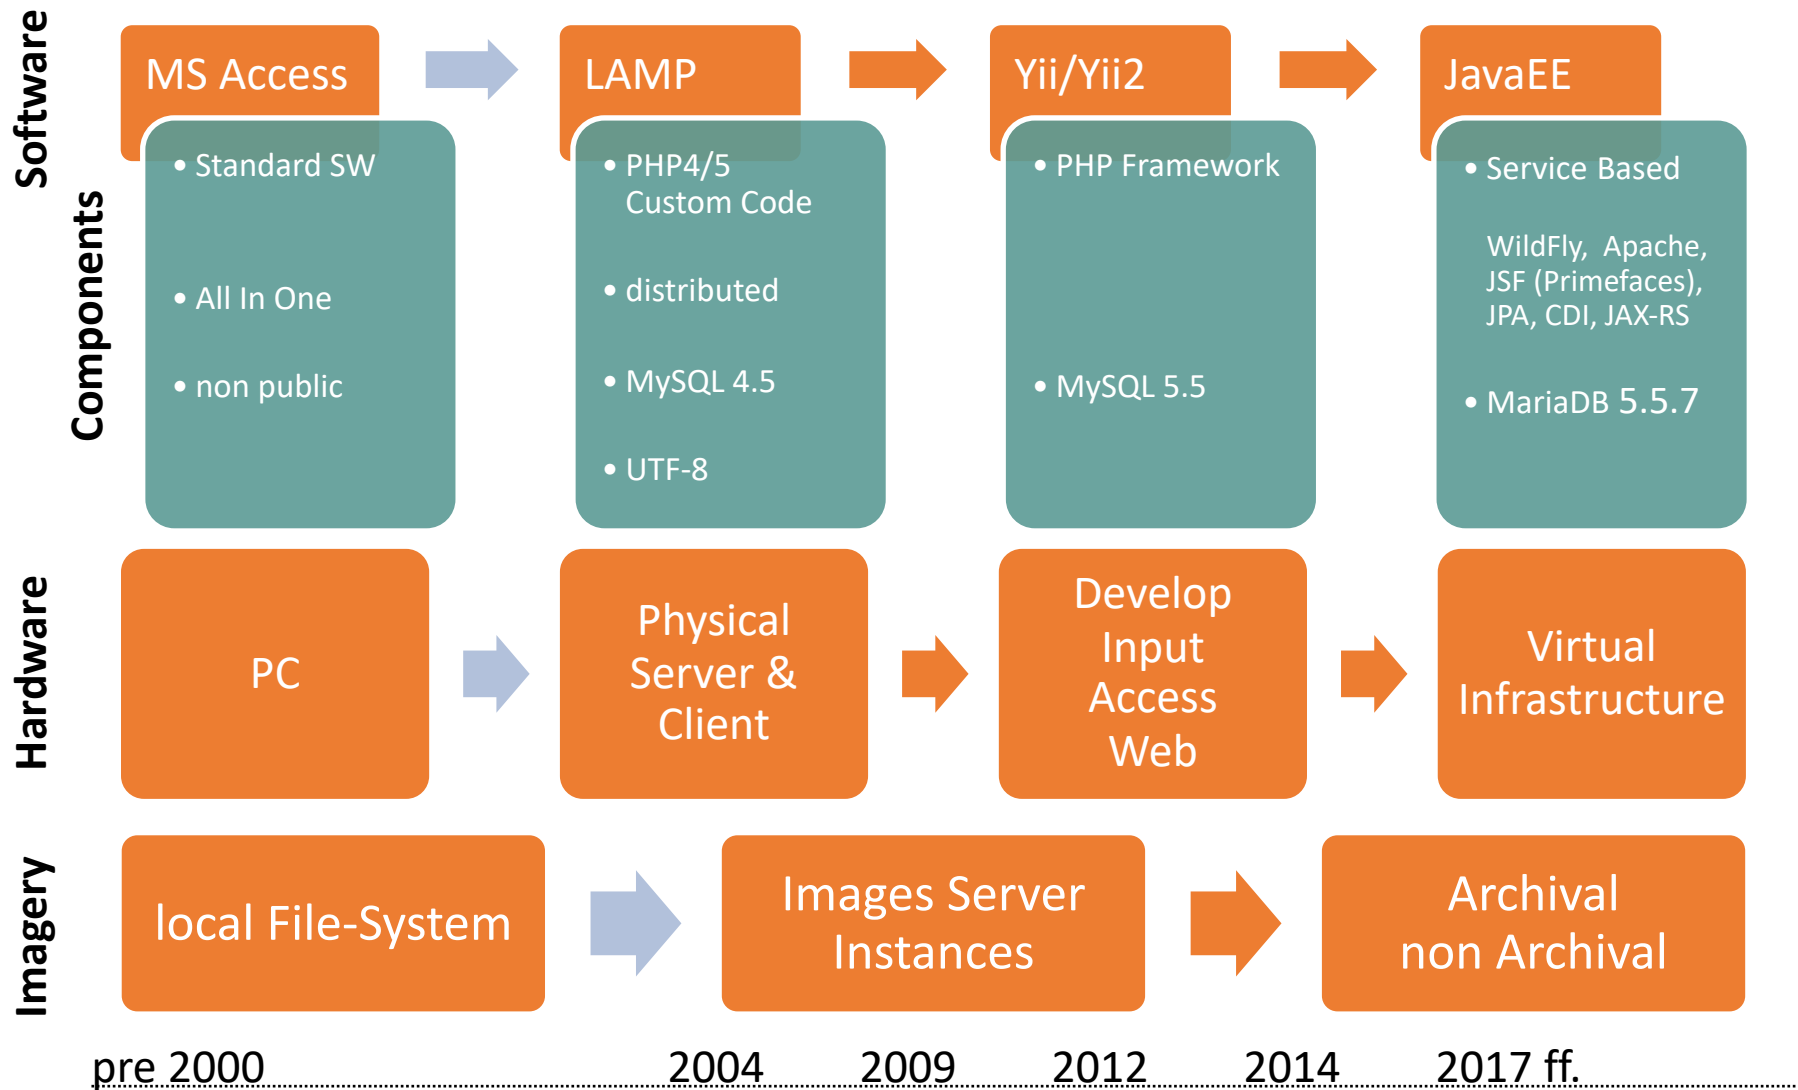 Software
Components
MS Access
• Standard SW
• All In One
• non public
LAMP
• PHP4/5
Custom Code
• distributed
• MySQL 4.5
• UTF-8
Yii/Yii2
• PHP Framework
• MySQL 5.5
JavaEE
• Service Based
WildFly, Apache,
JSF (Primefaces),
JPA, CDI, JAX-RS
• MariaDB 5.5.7
Hardware
PC
Physical
Server &
Client
Develop
Input
Access
Web
Virtual
Infrastructure
Imagery
local File-System
Images Server
Instances
Archival
non Archival
pre 2000
2004
2009
2012
2014
2017 ff.